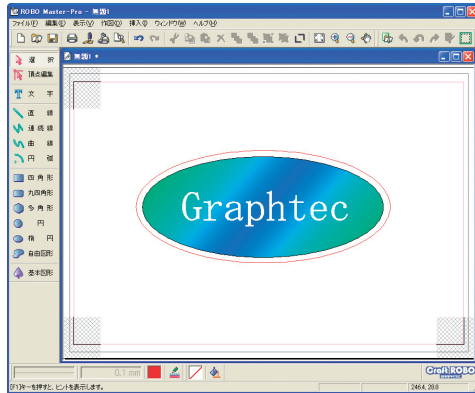 ROBO Master-Pro - 無題1
ファイル(F) 編集(E) 表示(V) 作図(D) 挿入(I) ウィンドウ(W) ヘルプ(H)
選 択
無題1 *
頂点編集
文 字
直 線
連 続 線
曲 線
円 弧
四 角 形
丸四角形
多 角 形
円
楕 円
自由図形
基本図形
Graphtec
0.1 mm
Craft ROBO
[F1]キーを押すと、ヒントを表示します。
246.4, 28.8